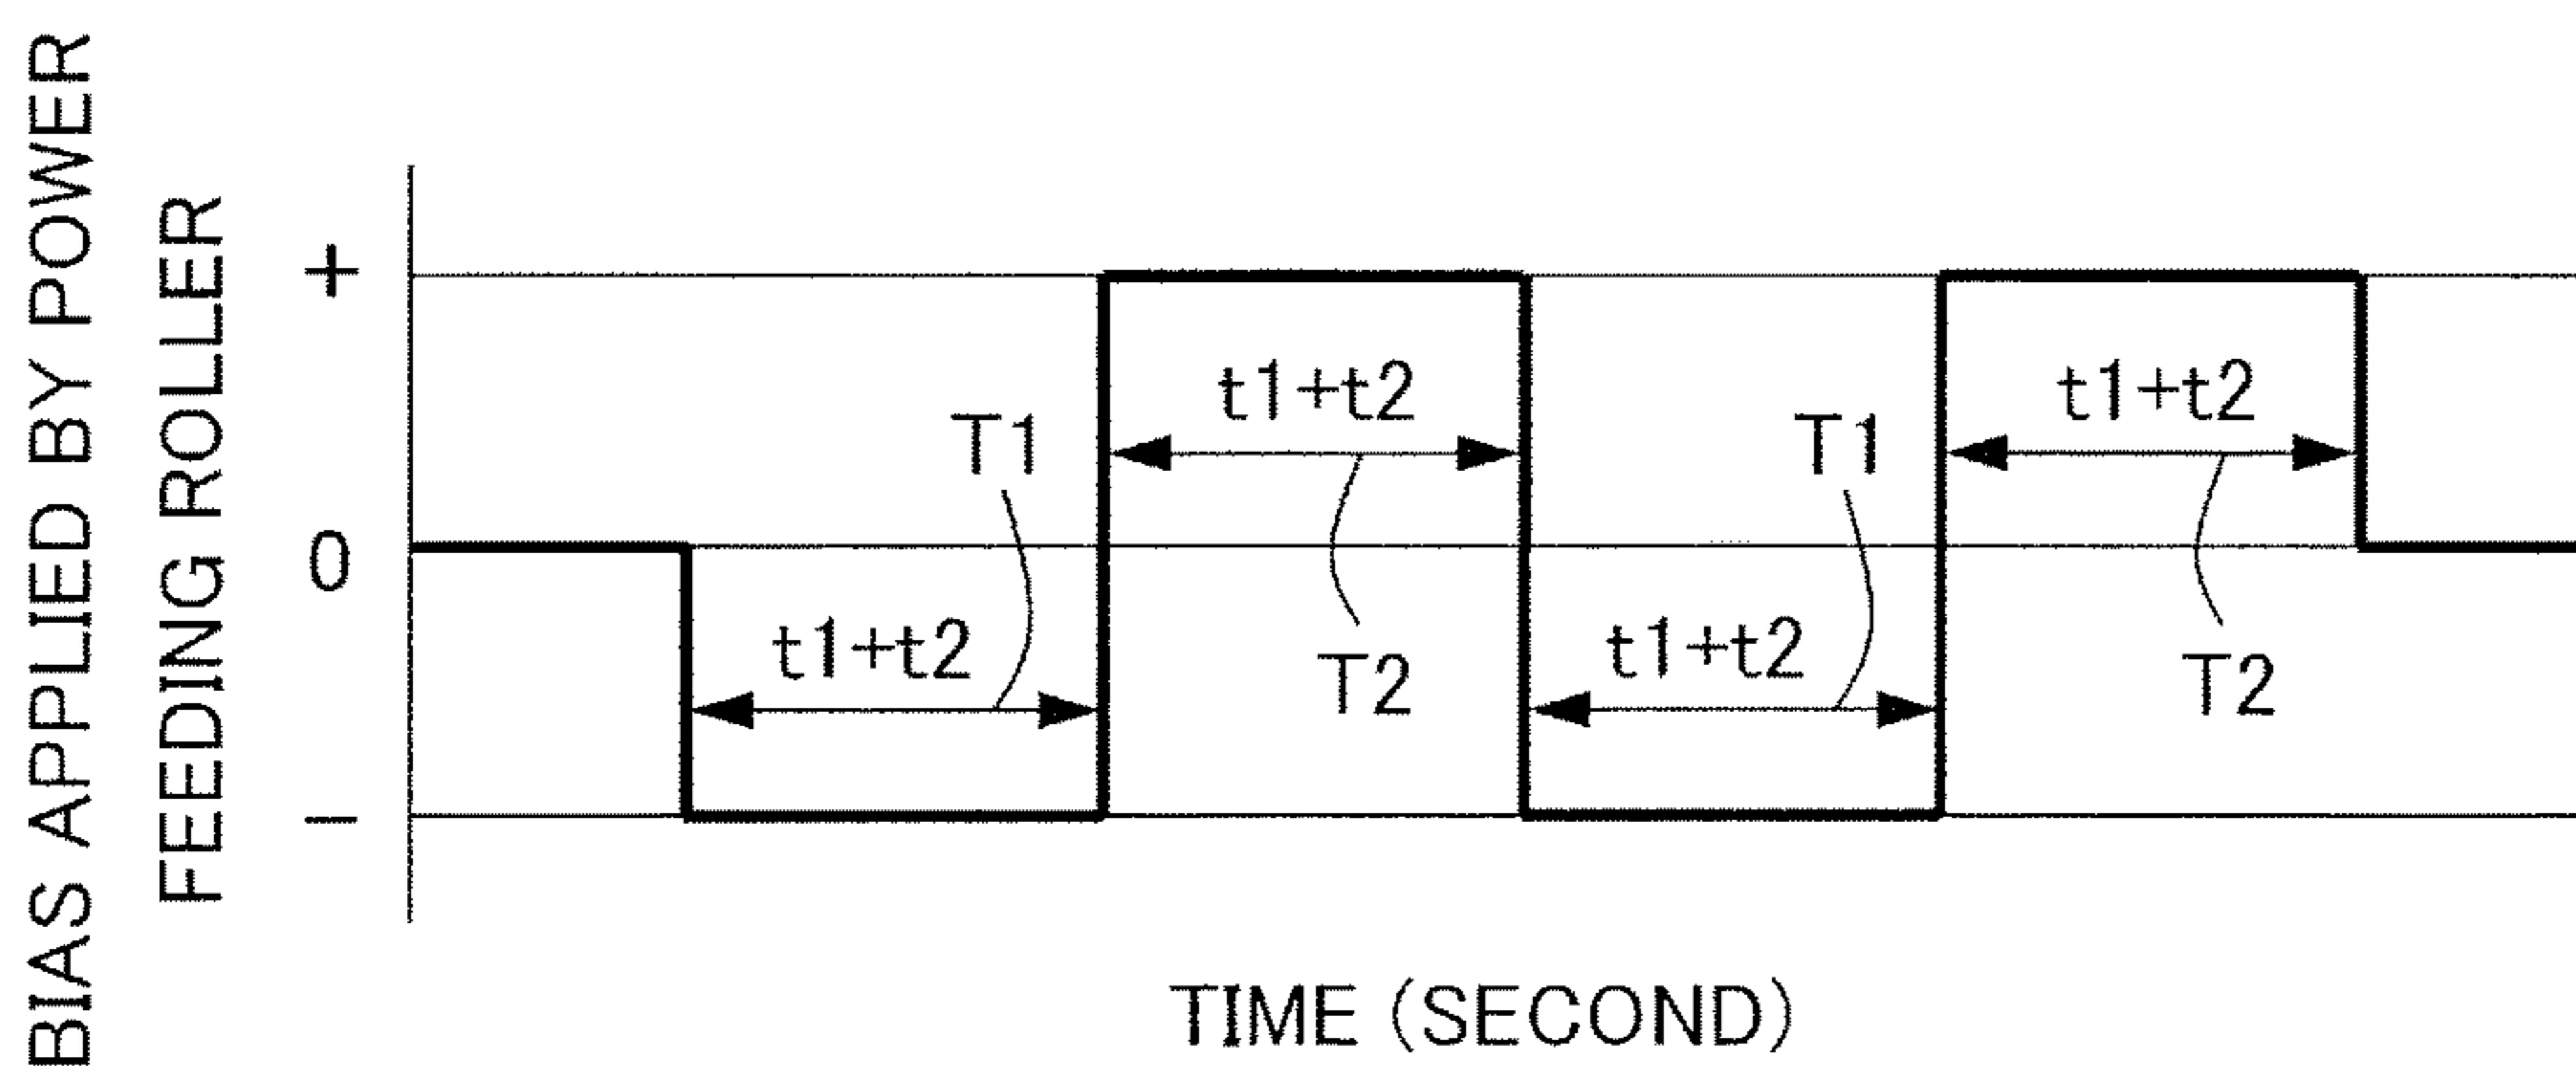 BIAS APPLIED BY POWER
FEEDING ROLLER
+
0
−
T1
t1+t2
T1
t1+t2
t1+t2
T2
t1+t2
T2
TIME (SECOND)